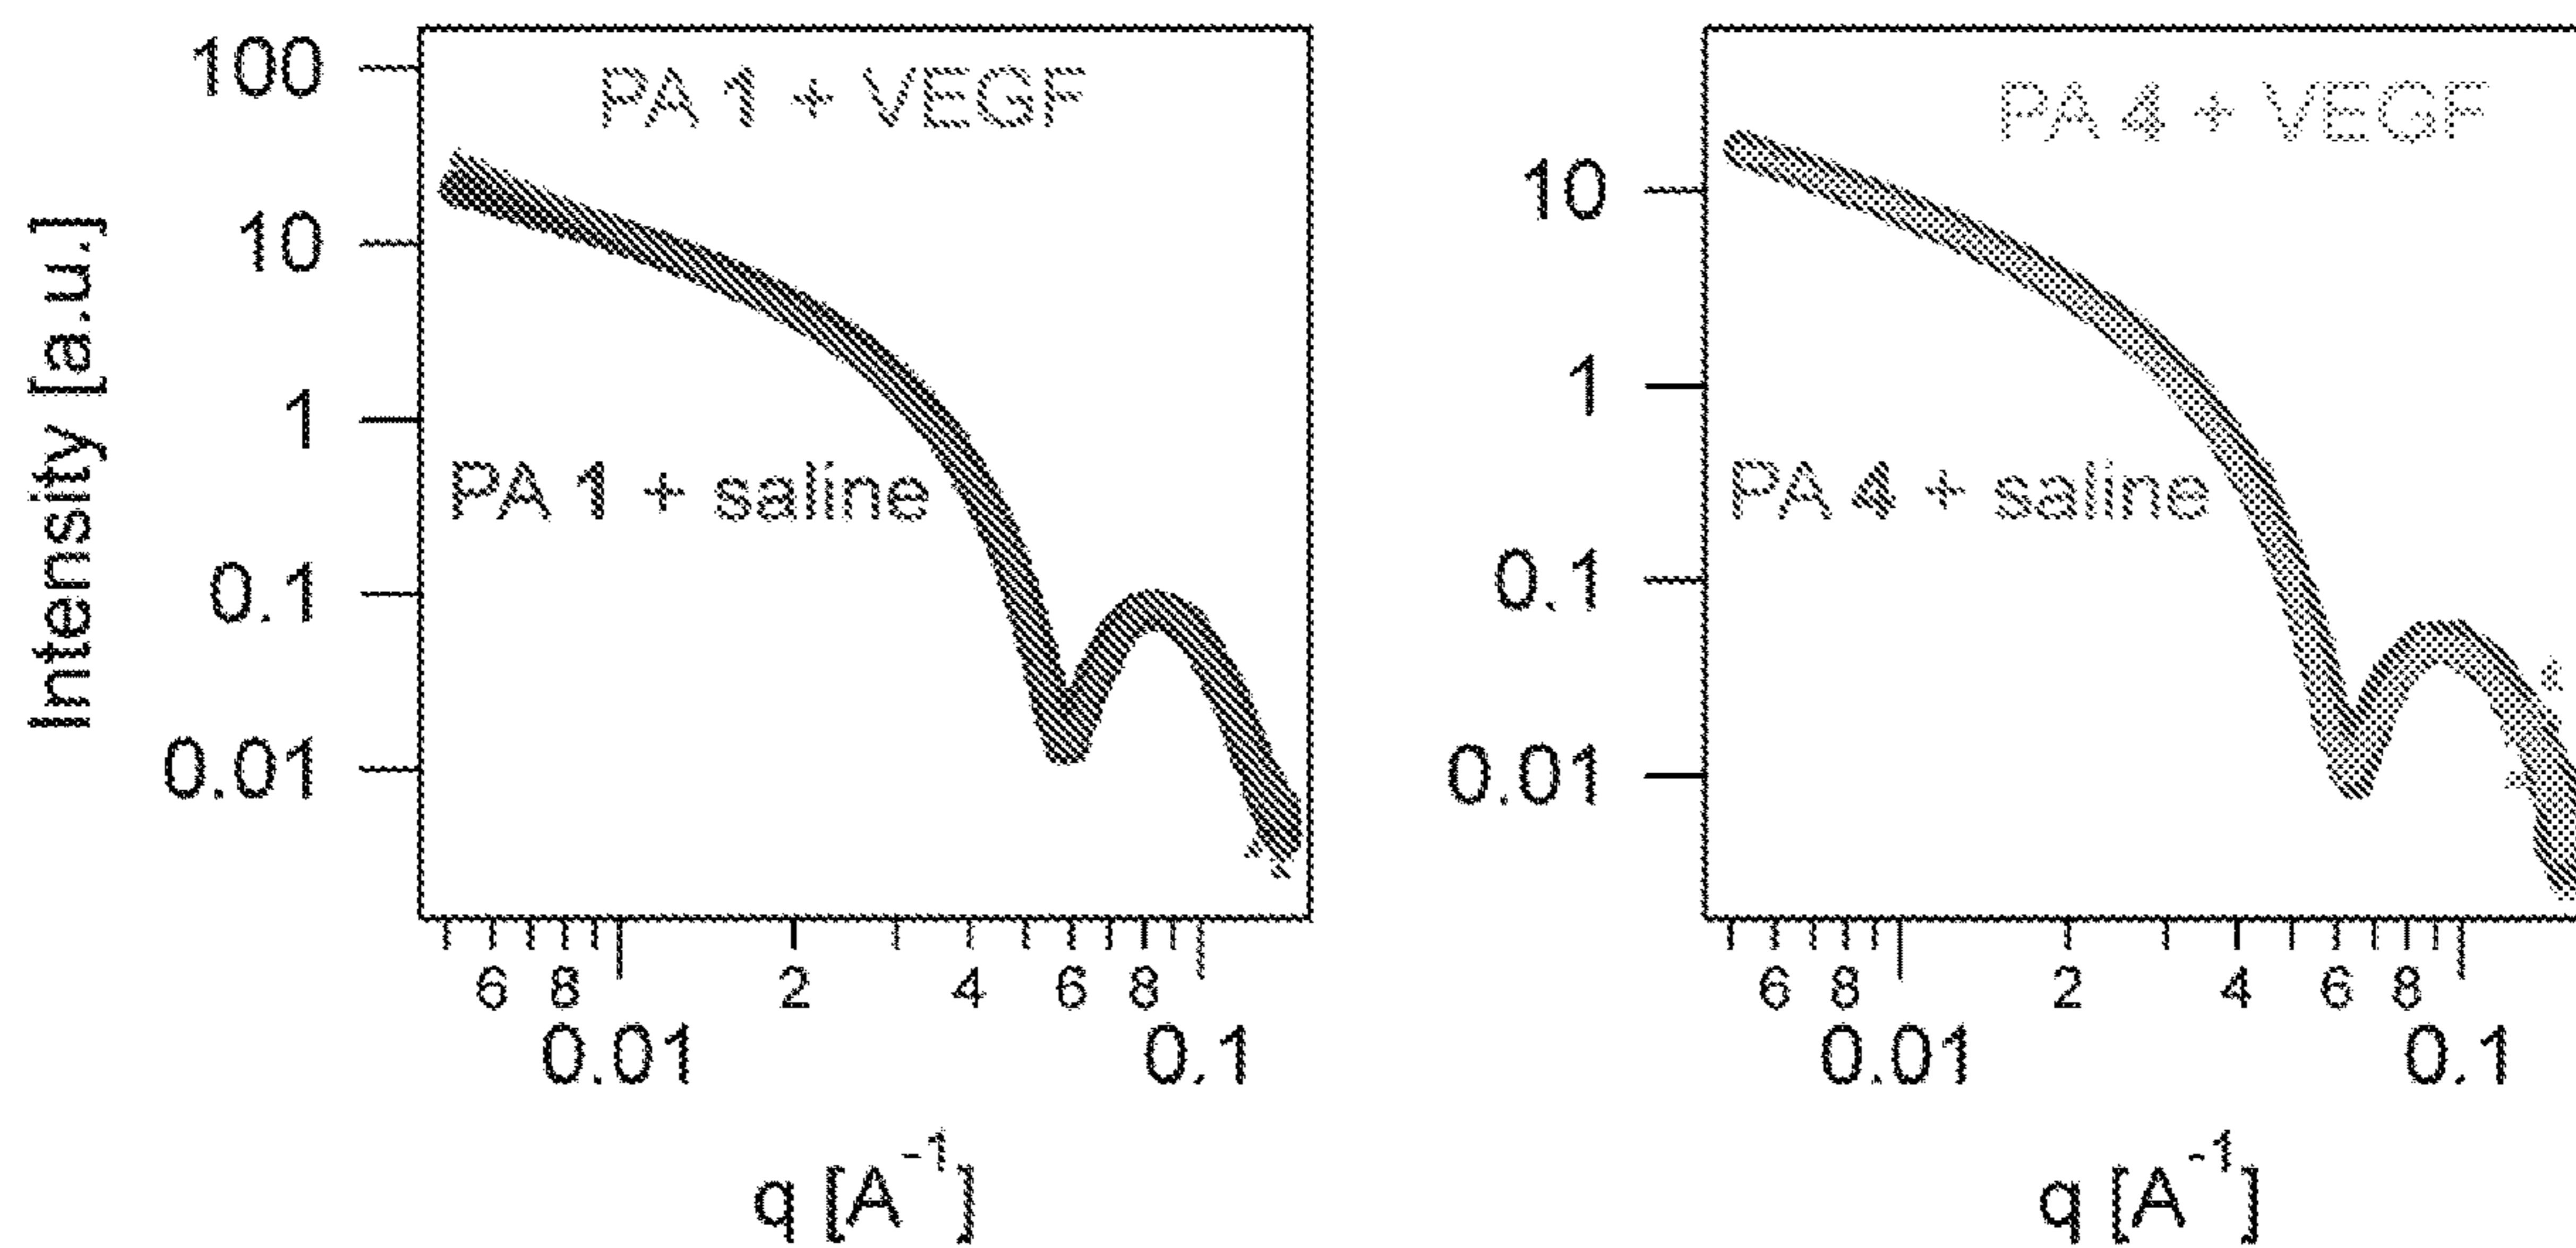 100
10
1
0.1
0.01
Intensity [a.u.]
PA 1 + VEGF
PA 1 + saline
6 8 2 4 6 8
0.01 0.1
q [A-1]
10
1
0.1
0.01
PA 4 + VEGF
PA 4 + saline
6 8 2 4 6 8
0.01 0.1
q [A-1]